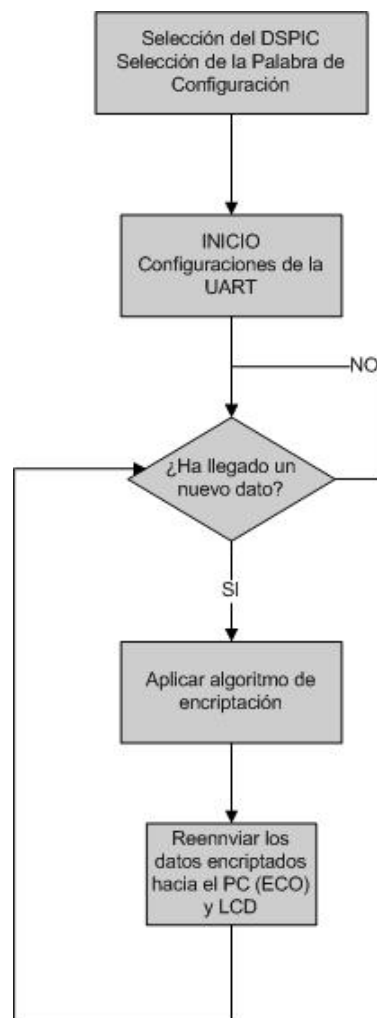 Selección del DSPIC
Selección de la Palabra de
Configuración
INICIO
Configuraciones de la
UART
NO
¿Ha llegado un
nuevo dato?
SI
Aplicar algoritmo de
encriptación
Reennviar los
datos encriptados
hacia el PC (ECO)
y LCD